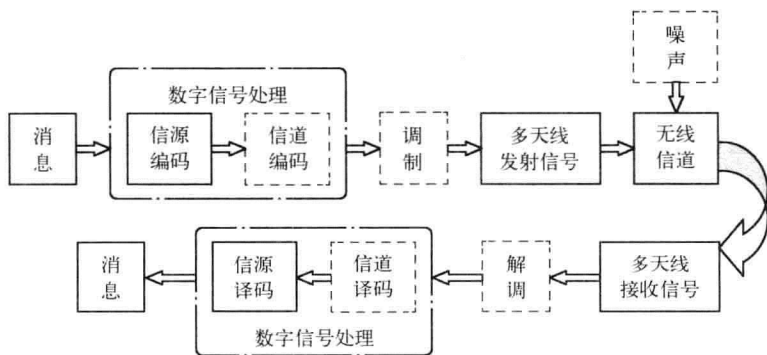 噪声
数字信号处理
消息
信源编码
信道编码
调制
多天线发射信号
无线信道
消息
信源译码
信道译码
解调
多天线接收信号
数字信号处理